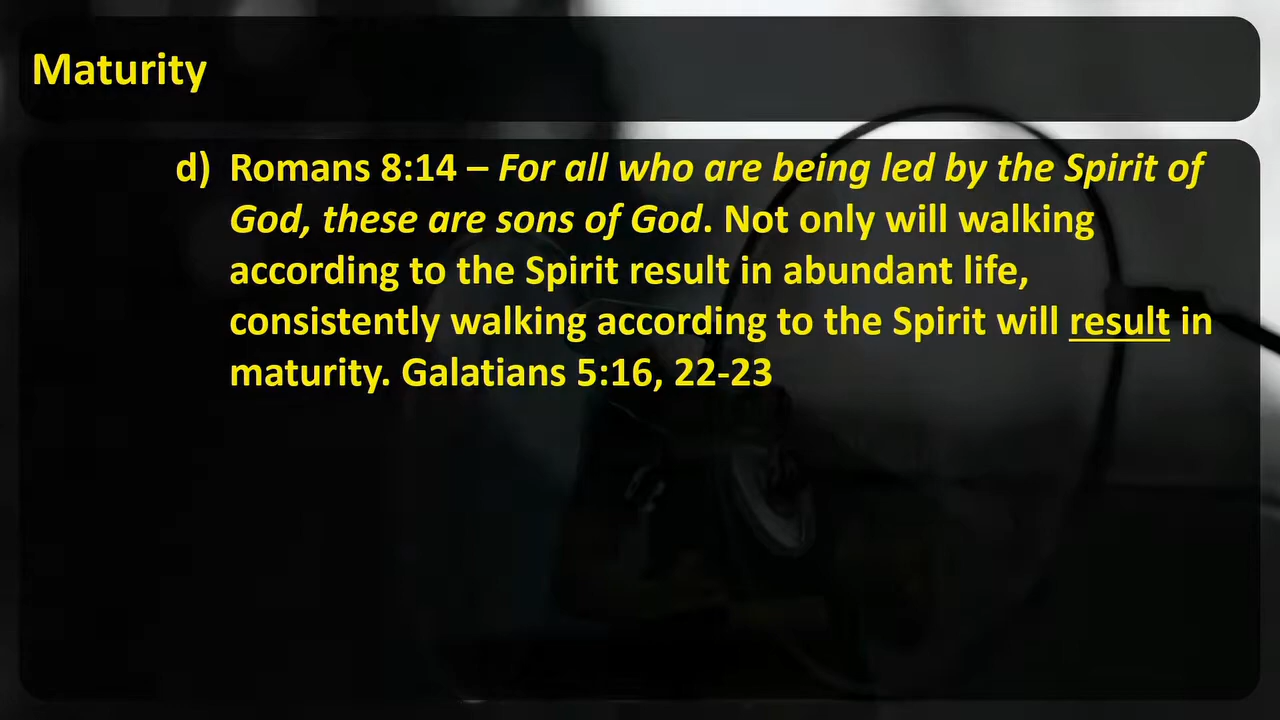 Maturity
d) Romans 8:14 – For all who are being led by the Spirit of
God, these are sons of God. Not only will walking
according to the Spirit result in abundant life,
consistently walking according to the Spirit will result in
maturity. Galatians 5:16, 22-23